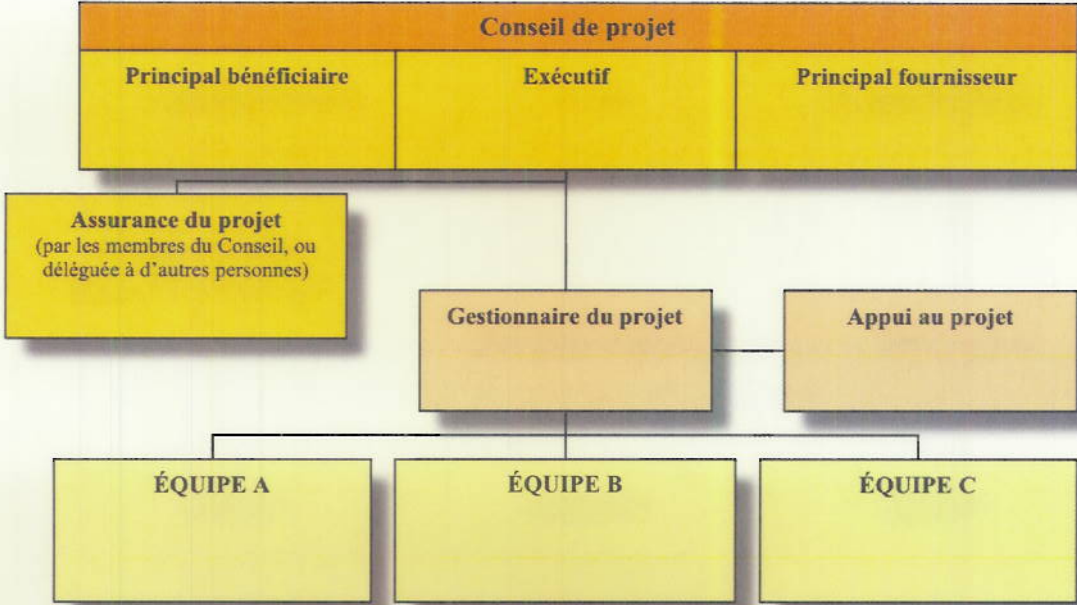 Conseil de projet
Principal bénéficiaire
Exécutif
Principal fournisseur
Assurance du projet
(par les membres du Conseil, ou
déléguée à d'autres personnes)
Gestionnaire du projet
Appui au projet
ÉQUIPE A
ÉQUIPE B
ÉQUIPE C